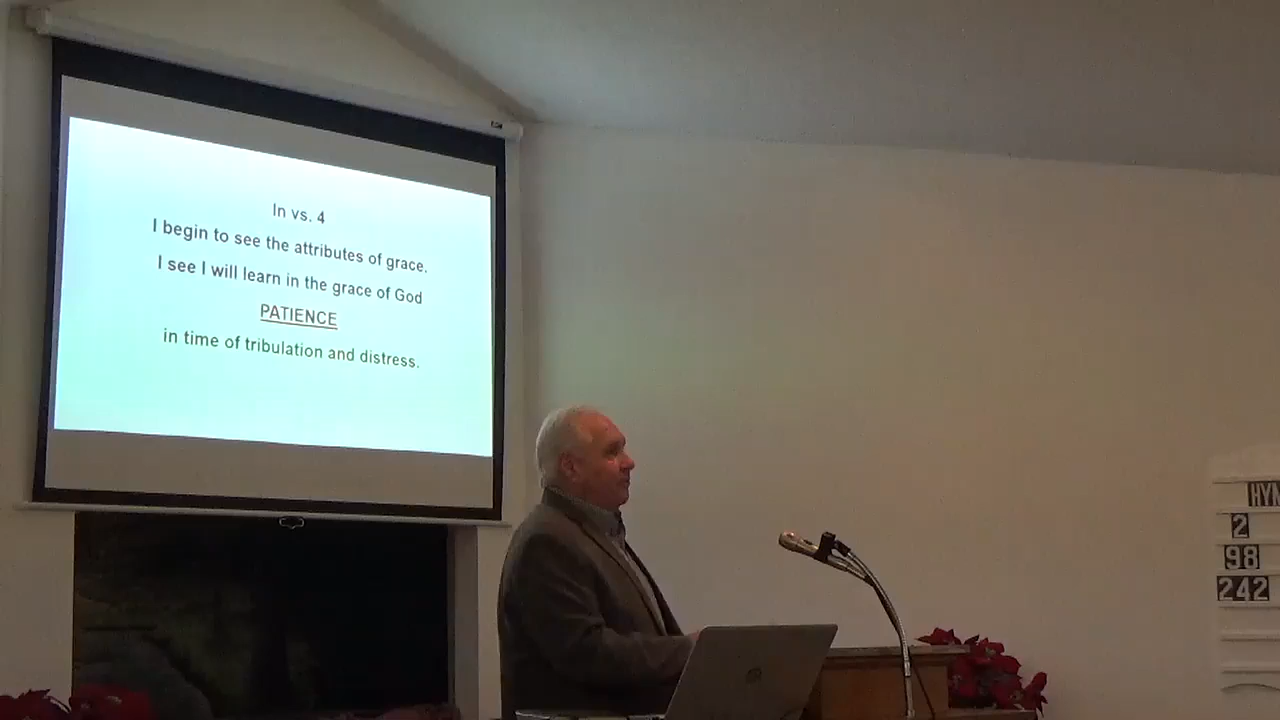 In vs. 4
I begin to see the attributes of grace.
I see I will learn in the grace of God
PATIENCE
in time of tribulation and distress.
2
98
242